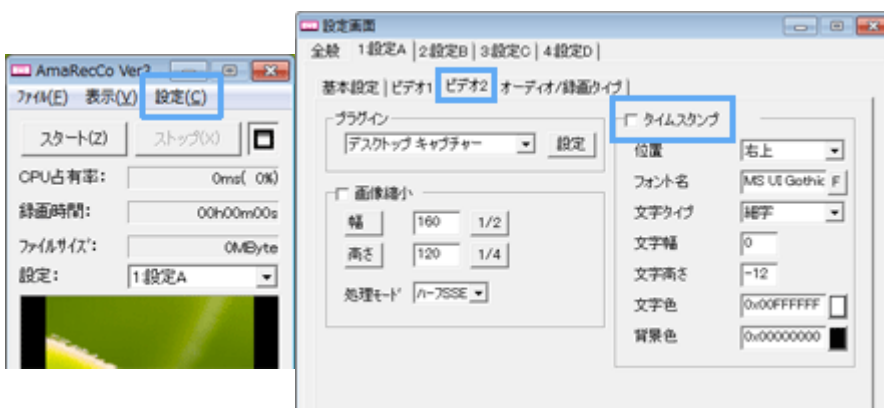 AmaRecCo Ver3
ファイル(F) 表示(V) 設定(C)
スタート(Z) ストップ(X)
CPU占有率: 0ms( 0%)
録画時間: 00h00m00s
ファイルサイズ: 0MByte
設定: 1:設定A
設定画面
全般 1:設定A 2:設定B 3:設定C 4:設定D
基本設定 ビデオ1 ビデオ2 オーディオ/録画タイプ
プラグイン
デスクトップ キャプチャー 設定
画像縮小
幅 160 1/2
高さ 120 1/4
処理モード ハーフSSE
タイムスタンプ
位置 右上
フォント名 MS UI Gothic F
文字タイプ 細字
文字幅 0
文字高さ -12
文字色 0x00FFFFFF
背景色 0x00000000